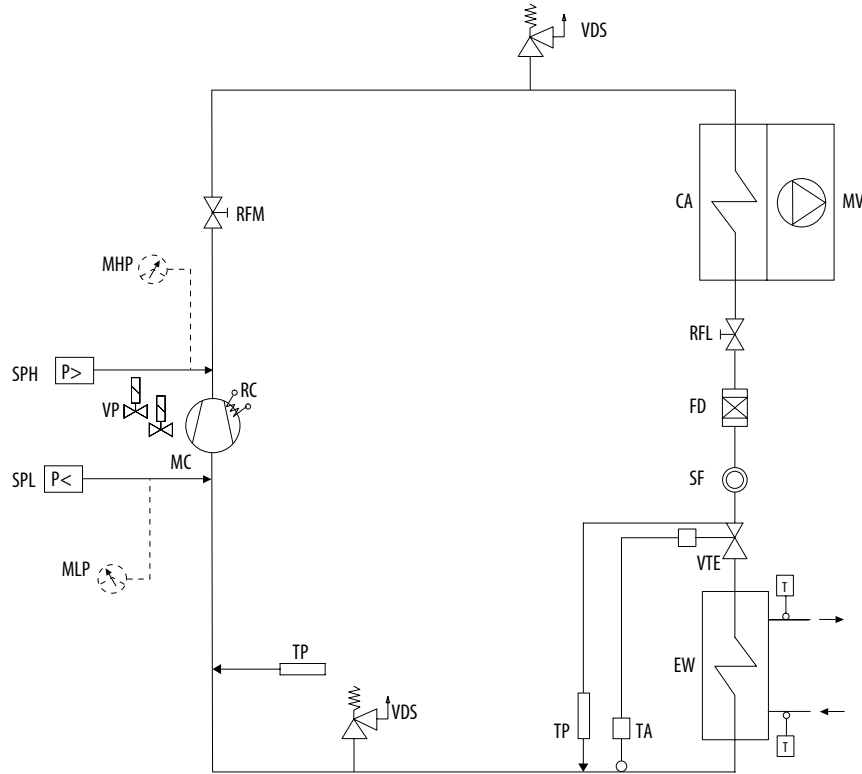 VDS
CA
MV
RFM
MHP
RFL
SPH
P>
RC
VP
FD
MC
SPL
P<
SF
VTE
MLP
T
TP
EW
VDS
TP
TA
T